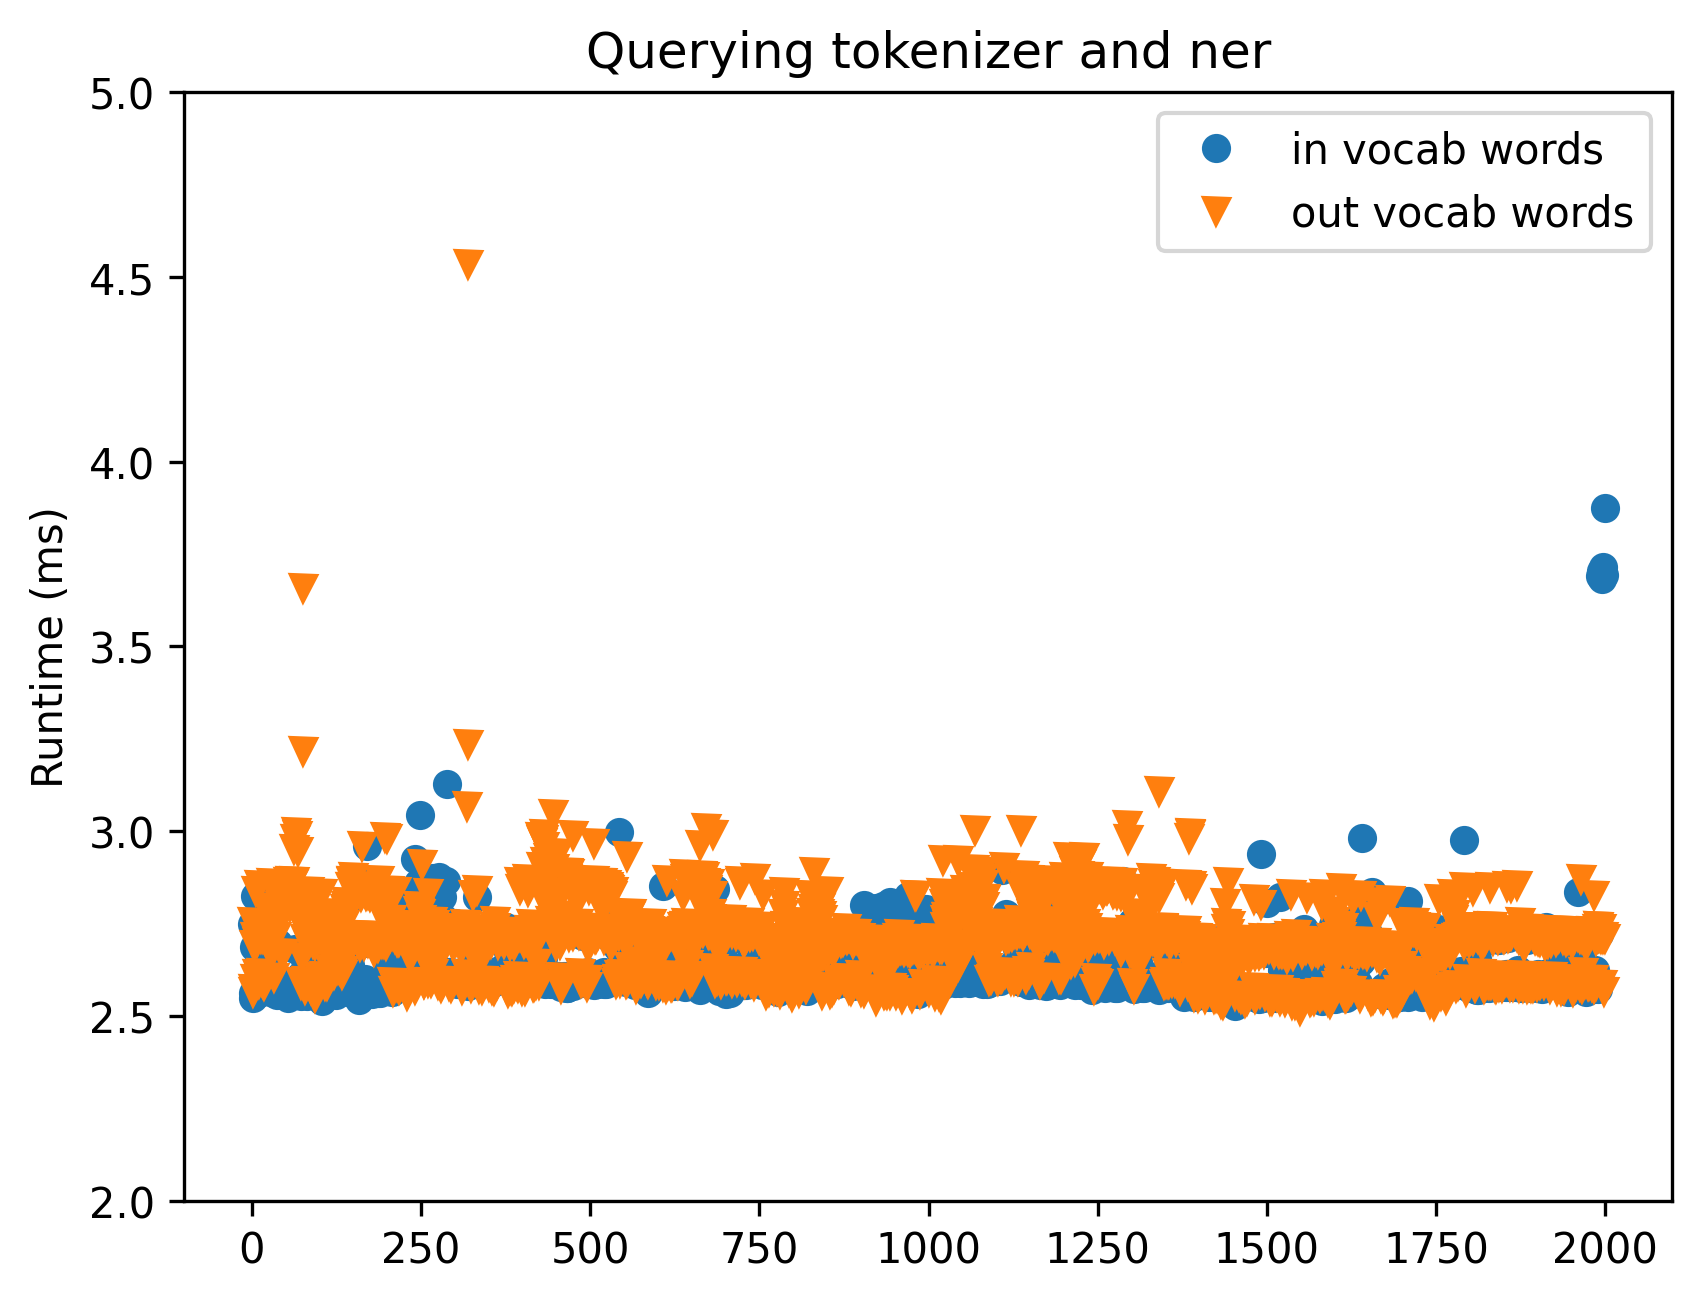 Querying tokenizer and ner
in vocab words
out vocab words
Runtime (ms)
5.0
4.5
4.0
3.5
3.0
2.5
2.0
0 250 500 750 1000 1250 1500 1750 2000